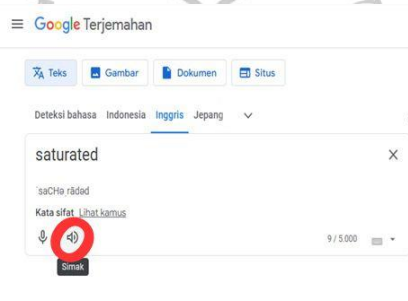 Google Terjemahan
Teks Gambar Dokumen Situs
Deteksi bahasa Indonesia Inggris Jepang
saturated
ˈsaCHəˌrādəd
Kata sifat Lihat kamus
9 / 5.000
Simak